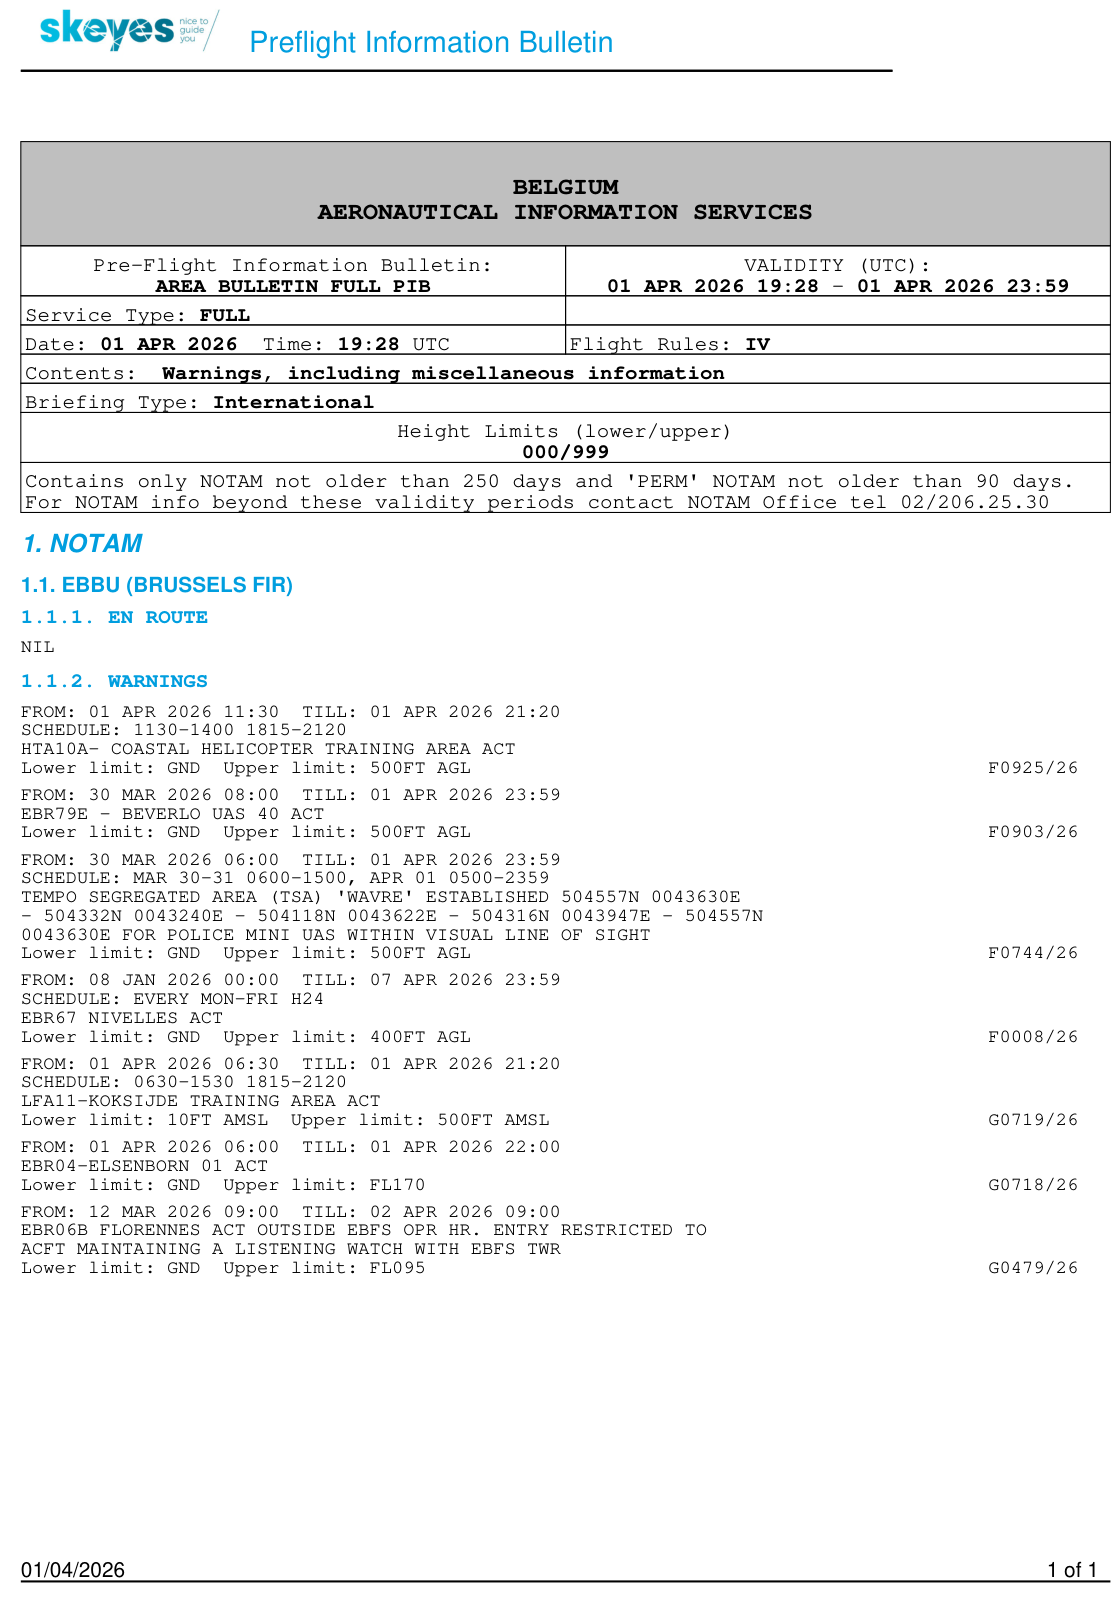 skeyes nice to guide you
Preflight Information Bulletin
BELGIUM
AERONAUTICAL INFORMATION SERVICES
Pre-Flight Information Bulletin:
AREA BULLETIN FULL PIB
VALIDITY (UTC):
01 APR 2026 19:28 - 01 APR 2026 23:59
Service Type: FULL
Date: 01 APR 2026  Time: 19:28 UTC
Flight Rules: IV
Contents:  Warnings, including miscellaneous information
Briefing Type: International
Height Limits (lower/upper)
000/999
Contains only NOTAM not older than 250 days and 'PERM' NOTAM not older than 90 days.
For NOTAM info beyond these validity periods contact NOTAM Office tel 02/206.25.30
1. NOTAM
1.1. EBBU (BRUSSELS FIR)
1.1.1. EN ROUTE
NIL
1.1.2. WARNINGS
FROM: 01 APR 2026 11:30  TILL: 01 APR 2026 21:20
SCHEDULE: 1130-1400 1815-2120
HTA10A- COASTAL HELICOPTER TRAINING AREA ACT
Lower limit: GND  Upper limit: 500FT AGL F0925/26
FROM: 30 MAR 2026 08:00  TILL: 01 APR 2026 23:59
EBR79E - BEVERLO UAS 40 ACT
Lower limit: GND  Upper limit: 500FT AGL F0903/26
FROM: 30 MAR 2026 06:00  TILL: 01 APR 2026 23:59
SCHEDULE: MAR 30-31 0600-1500, APR 01 0500-2359
TEMPO SEGREGATED AREA (TSA) 'WAVRE' ESTABLISHED 504557N 0043630E
- 504332N 0043240E - 504118N 0043622E - 504316N 0043947E - 504557N
0043630E FOR POLICE MINI UAS WITHIN VISUAL LINE OF SIGHT
Lower limit: GND  Upper limit: 500FT AGL F0744/26
FROM: 08 JAN 2026 00:00  TILL: 07 APR 2026 23:59
SCHEDULE: EVERY MON-FRI H24
EBR67 NIVELLES ACT
Lower limit: GND  Upper limit: 400FT AGL F0008/26
FROM: 01 APR 2026 06:30  TILL: 01 APR 2026 21:20
SCHEDULE: 0630-1530 1815-2120
LFA11-KOKSIJDE TRAINING AREA ACT
Lower limit: 10FT AMSL  Upper limit: 500FT AMSL G0719/26
FROM: 01 APR 2026 06:00  TILL: 01 APR 2026 22:00
EBR04-ELSENBORN 01 ACT
Lower limit: GND  Upper limit: FL170 G0718/26
FROM: 12 MAR 2026 09:00  TILL: 02 APR 2026 09:00
EBR06B FLORENNES ACT OUTSIDE EBFS OPR HR. ENTRY RESTRICTED TO
ACFT MAINTAINING A LISTENING WATCH WITH EBFS TWR
Lower limit: GND  Upper limit: FL095 G0479/26
01/04/2026 1 of 1